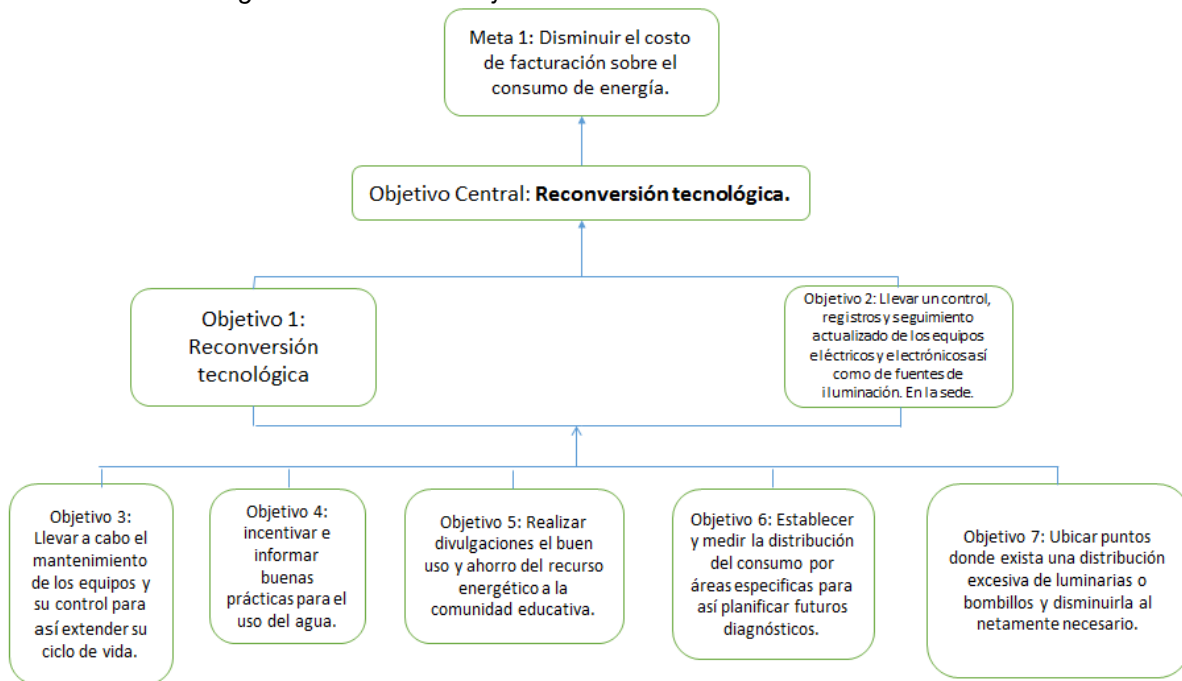 Meta 1: Disminuir el costo
de facturación sobre el
consumo de energía.
Objetivo Central: Reconversión tecnológica.
Objetivo 1:
Reconversión
tecnológica
Objetivo 2: Llevar un control,
registros y seguimiento
actualizado de los equipos
eléctricos y electrónicos así
como de fuentes de
iluminación. En la sede.
Objetivo 3:
Llevar a cabo el
mantenimiento
de los equipos y
su control para
así extender su
ciclo de vida.
Objetivo 4:
incentivar e
informar
buenas
prácticas para el
uso del agua.
Objetivo 5: Realizar
divulgaciones el buen
uso y ahorro del recurso
energético a la
comunidad educativa.
Objetivo 6: Establecer
y medir la distribución
del consumo por
áreas especificas para
así planificar futuros
diagnósticos.
Objetivo 7: Ubicar puntos
donde exista una distribución
excesiva de luminarias o
bombillos y disminuirla al
netamente necesario.